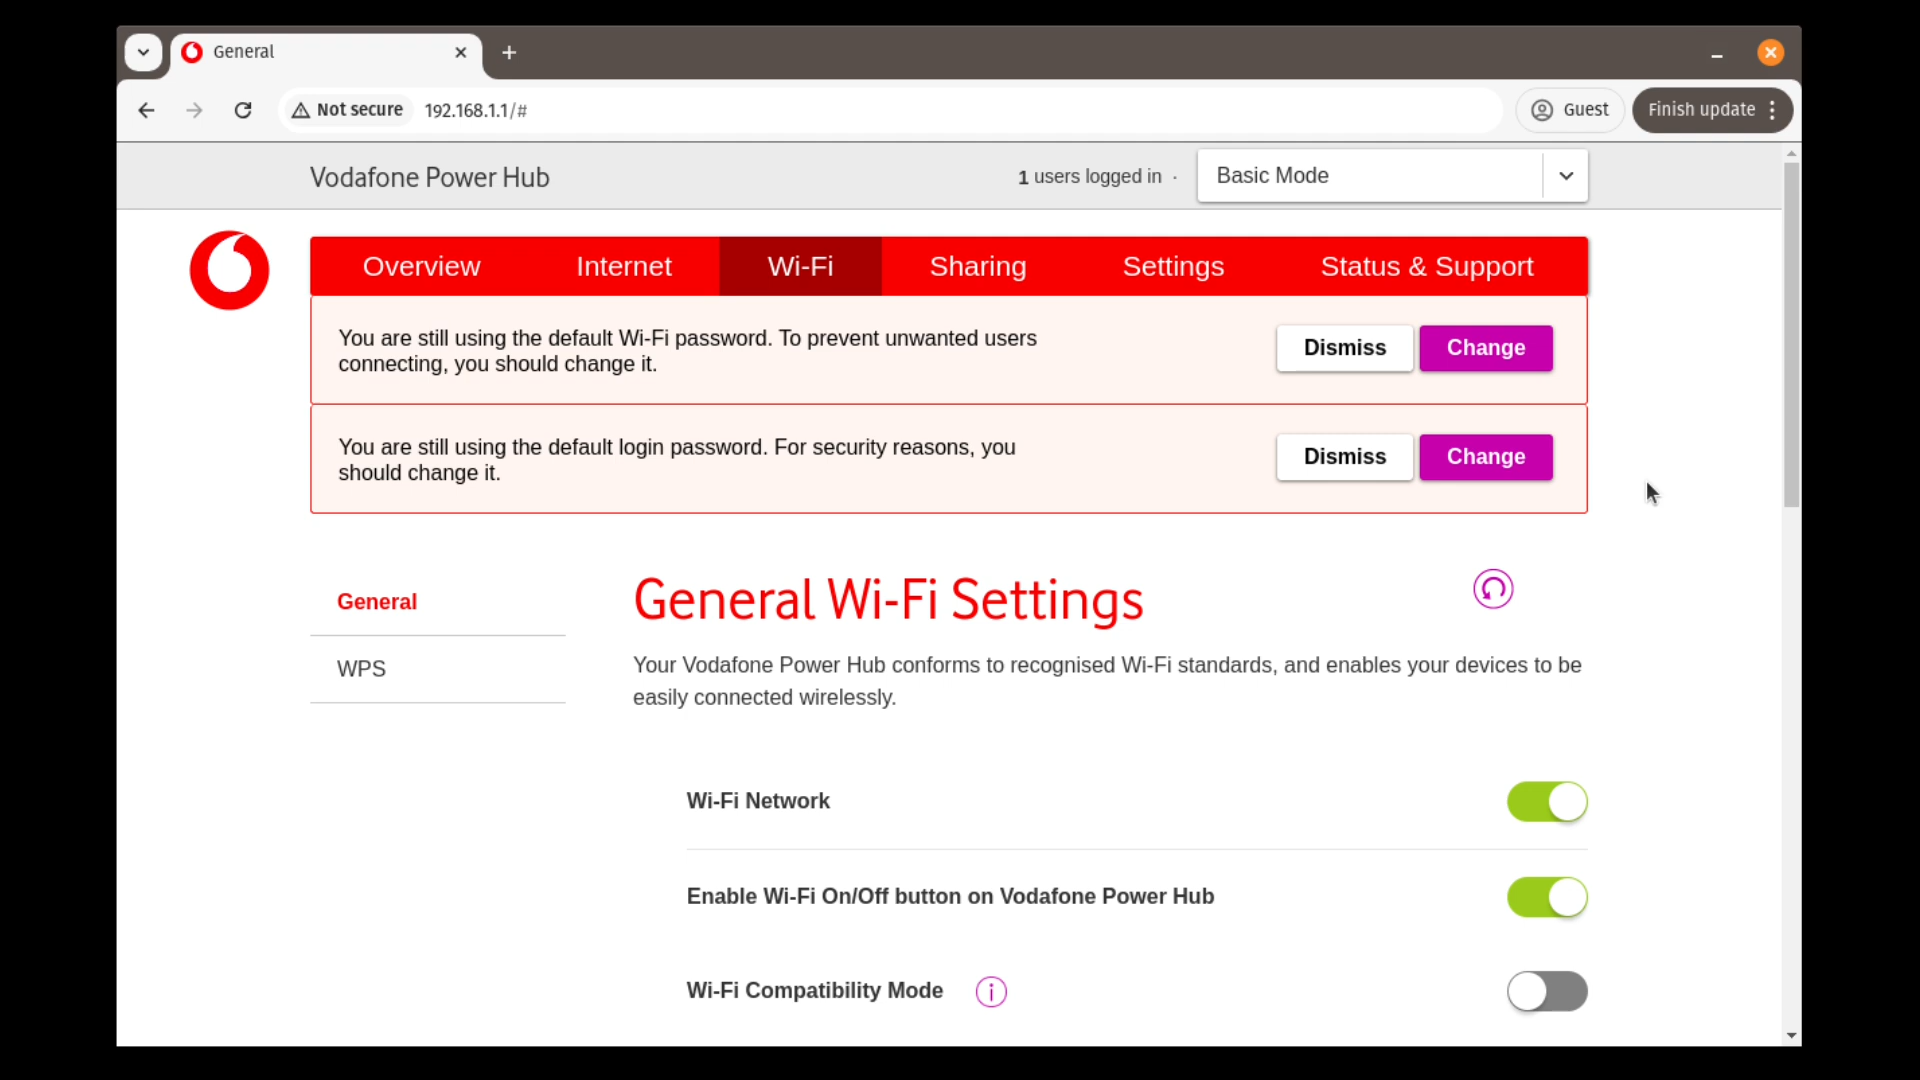 General
Not secure
192.168.1.1/#
Guest
Finish update
Vodafone Power Hub
1 users logged in ·
Basic Mode
Overview
Internet
Wi-Fi
Sharing
Settings
Status & Support
You are still using the default Wi-Fi password. To prevent unwanted users
connecting, you should change it.
Dismiss
Change
You are still using the default login password. For security reasons, you
should change it.
Dismiss
Change
General
WPS
General Wi-Fi Settings
Your Vodafone Power Hub conforms to recognised Wi-Fi standards, and enables your devices to be
easily connected wirelessly.
Wi-Fi Network
Enable Wi-Fi On/Off button on Vodafone Power Hub
Wi-Fi Compatibility Mode